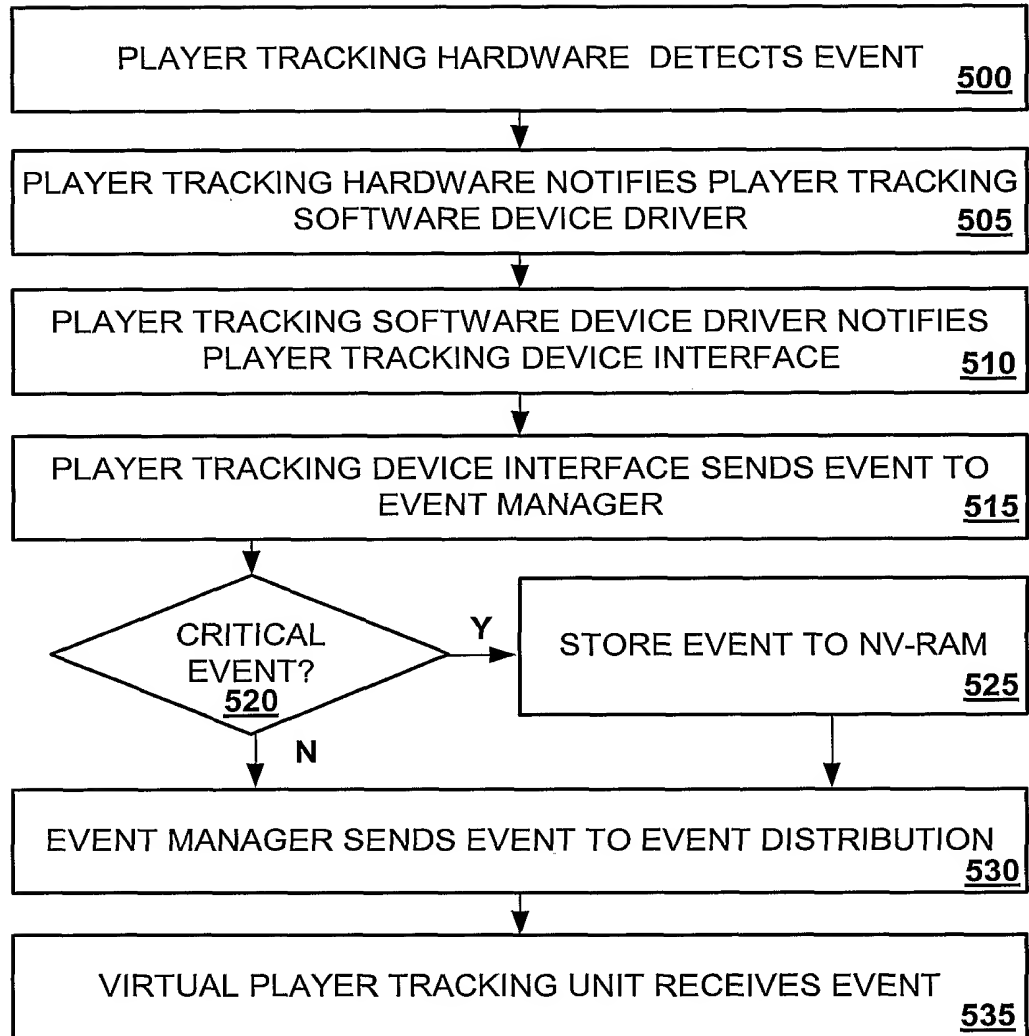 PLAYER TRACKING HARDWARE DETECTS EVENT
500
PLAYER TRACKING HARDWARE NOTIFIES PLAYER TRACKING
SOFTWARE DEVICE DRIVER
505
PLAYER TRACKING SOFTWARE DEVICE DRIVER NOTIFIES
PLAYER TRACKING DEVICE INTERFACE
510
PLAYER TRACKING DEVICE INTERFACE SENDS EVENT TO
EVENT MANAGER
515
CRITICAL
EVENT?
520
Y
STORE EVENT TO NV-RAM
525
N
EVENT MANAGER SENDS EVENT TO EVENT DISTRIBUTION
530
VIRTUAL PLAYER TRACKING UNIT RECEIVES EVENT
535